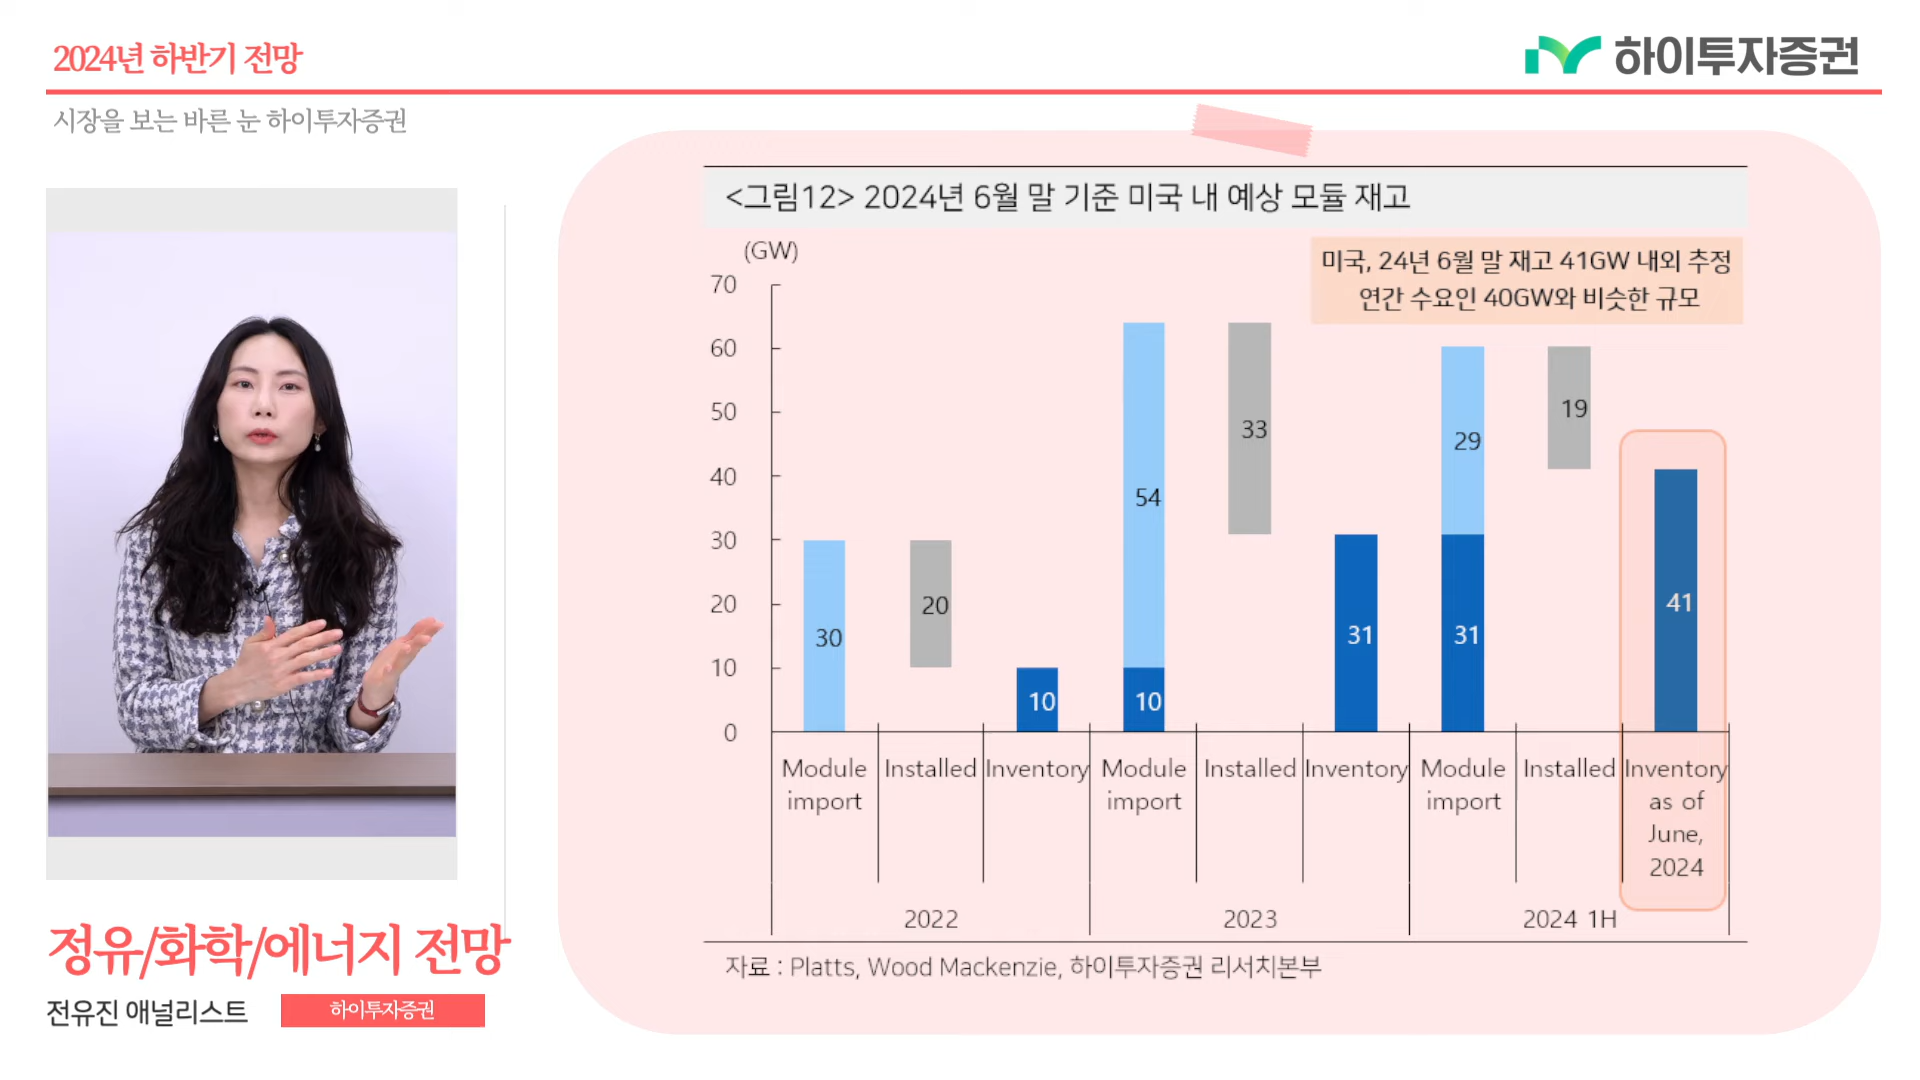 2024년 하반기 전망
하이투자증권
시장을 보는 바른 눈 하이투자증권
<그림12> 2024년 6월 말 기준 미국 내 예상 모듈 재고
(GW)
미국, 24년 6월 말 재고 41GW 내외 추정
연간 수요인 40GW와 비슷한 규모
70
60
50
40
30
20
10
0
30
20
10
54
10
33
31
29
31
19
41
Module import
Installed
Inventory
Module import
Installed
Inventory
Module import
Installed
Inventory as of June, 2024
2022
2023
2024 1H
자료 : Platts, Wood Mackenzie, 하이투자증권 리서치본부
정유/화학/에너지 전망
전유진 애널리스트
하이투자증권